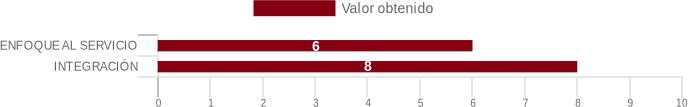 Valor obtenido
ENFOQUE AL SERVICIO
6
INTEGRACIÓN
8
0 1 2 3 4 5 6 7 8 9 10